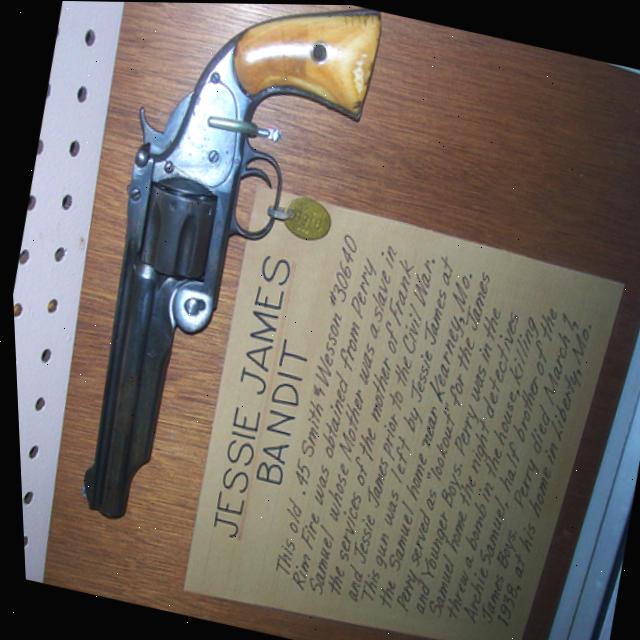 JESSIE JAMES
BANDIT
This old .45 Smith & Wesson #30640
Rim Fire was obtained from Perry
Samuel whose Mother was a slave in
the services of the mother of Frank
and Jessie James prior to the Civil War.
This gun was left by Jessie James at
the Samuel home near Kearney, Mo.
Perry served as "lookout" for the James
and Younger Boys. Perry was in the
Samuel home the night detectives
threw a bomb in the house, killing
Archie Samuel, half brother of the
James Boys. Perry died March 1
1938 at his home in Liberty, Mo.